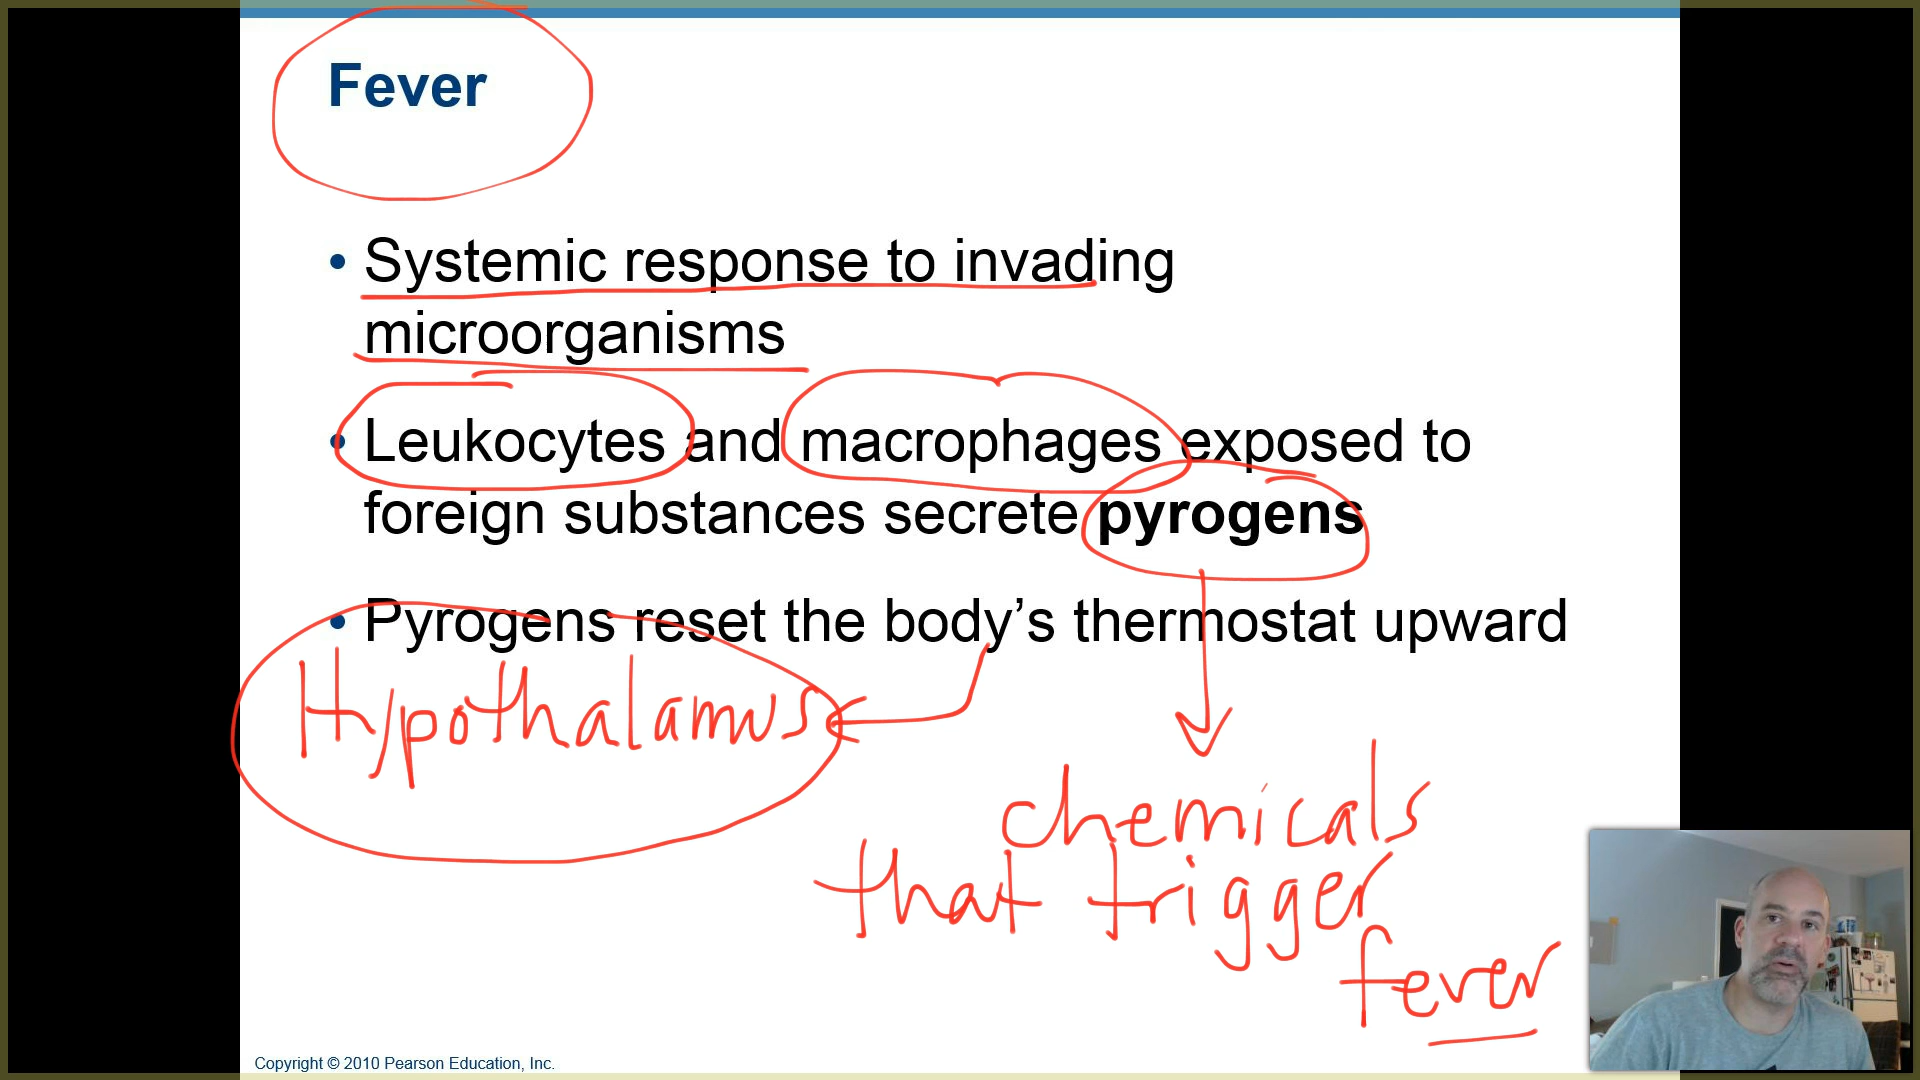 Fever
• Systemic response to invading
microorganisms
• Leukocytes and macrophages exposed to
foreign substances secrete pyrogens
• Pyrogens reset the body’s thermostat upward
Hypothalamus
chemicals
that trigger
fever
Copyright © 2010 Pearson Education, Inc.